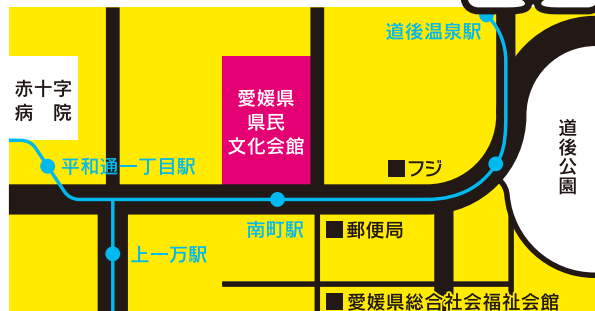 道後温泉駅
赤十字
病 院
愛媛県
県民
文化会館
平和通一丁目駅
フジ
道後公園
南町駅
郵便局
上一万駅
愛媛県総合社会福祉会館